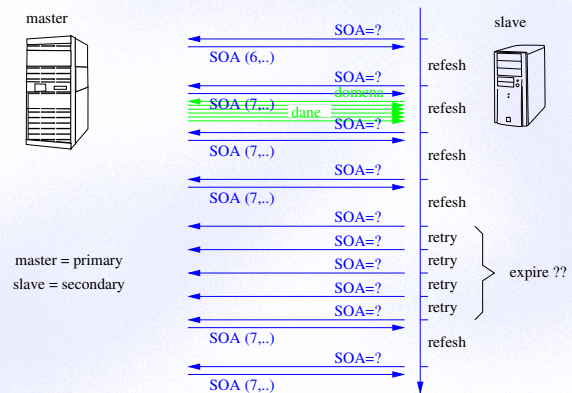 master
slave
SOA=?
SOA (6,..)
refesh
SOA=?
domena
SOA (7,..)
refesh
dane
SOA=?
SOA (7,..)
refesh
SOA=?
SOA (7,..)
refesh
SOA=?
retry
SOA=?
retry
SOA=?
retry
SOA=?
retry
SOA=?
expire ??
master = primary
slave = secondary
SOA (7,..)
refesh
SOA=?
SOA (7,..)